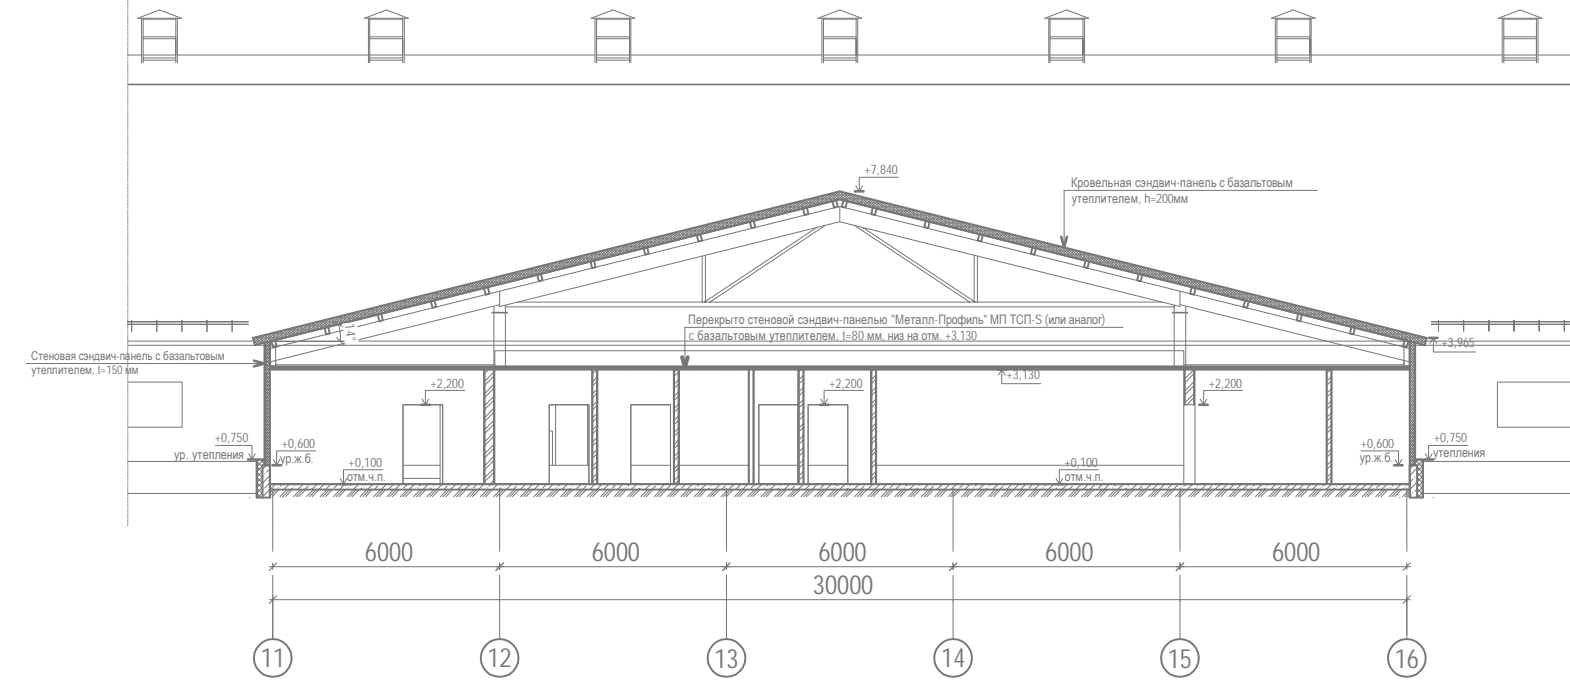 +7,840
Кровельная сэндвич-панель с базальтовым
утеплителем, h=200мм
Перекрыто стеновой сэндвич-панелью "Металл-Профиль" МП ТСП-S (или аналог)
с базальтовым утеплителем, t=80 мм, низ на отм. +3,130
14°
+3,965
Стеновая сэндвич-панель с базальтовым
утеплителем, t=150 мм
+2,200
+2,200
+3,130
+2,200
+0,750
ур. утепления
+0,600
ур.ж.б.
+0,100
отм.ч.п.
+0,100
отм.ч.п.
+0,600
ур.ж.б.
+0,750
утепления
6000
6000
6000
6000
6000
30000
11
12
13
14
15
16